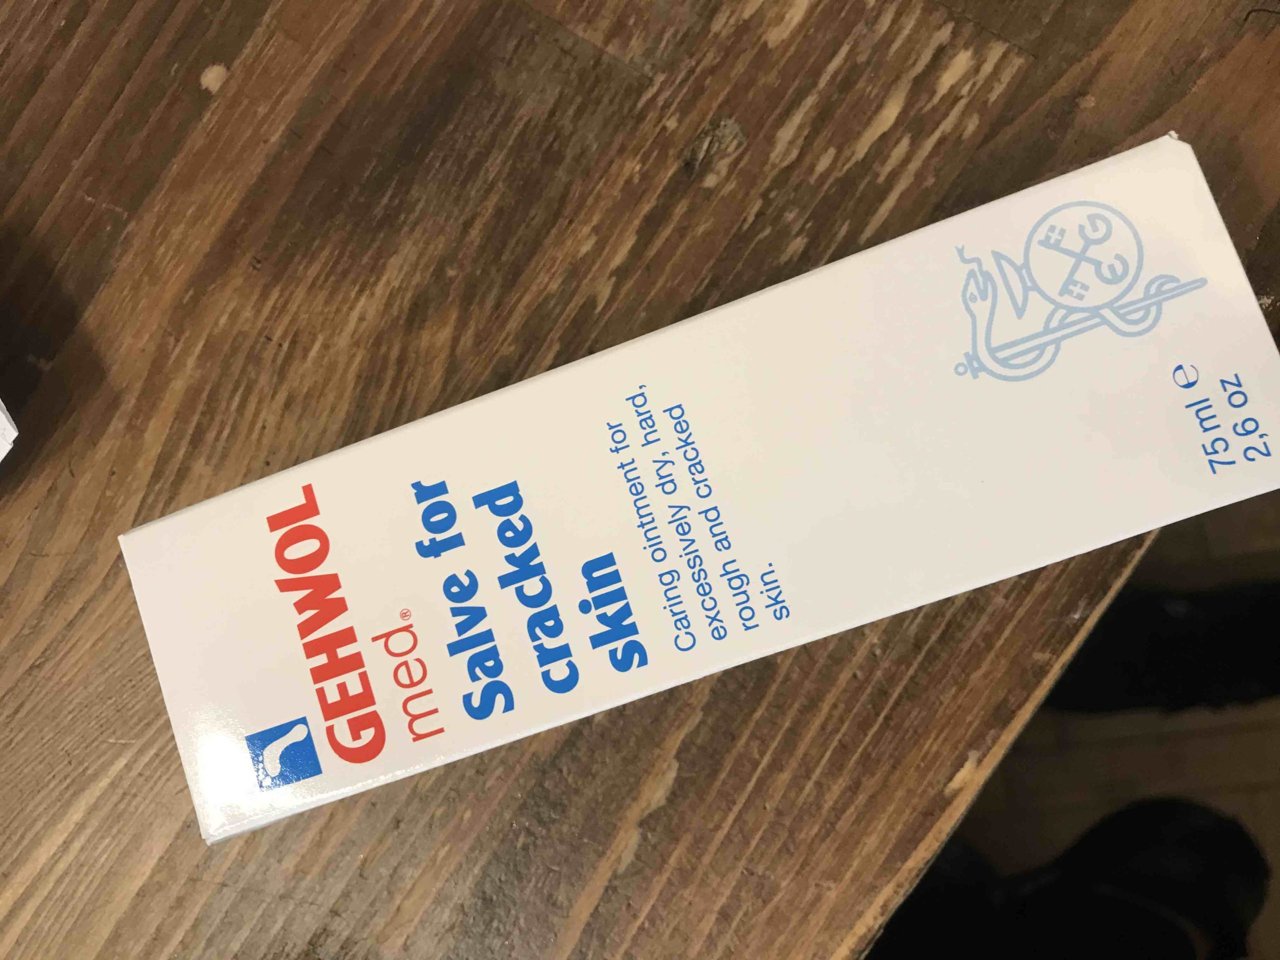 GEHWOL
med.®
Salve for
cracked
skin
Caring ointment for
excessively dry, hard,
rough and cracked
skin.
G
E
75 ml ℮
2,6 oz